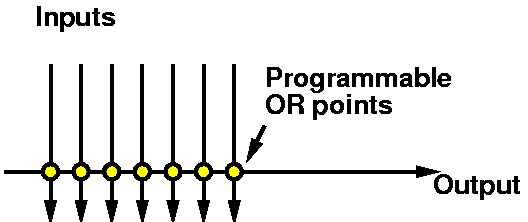 Inputs
Programmable
OR points
Output